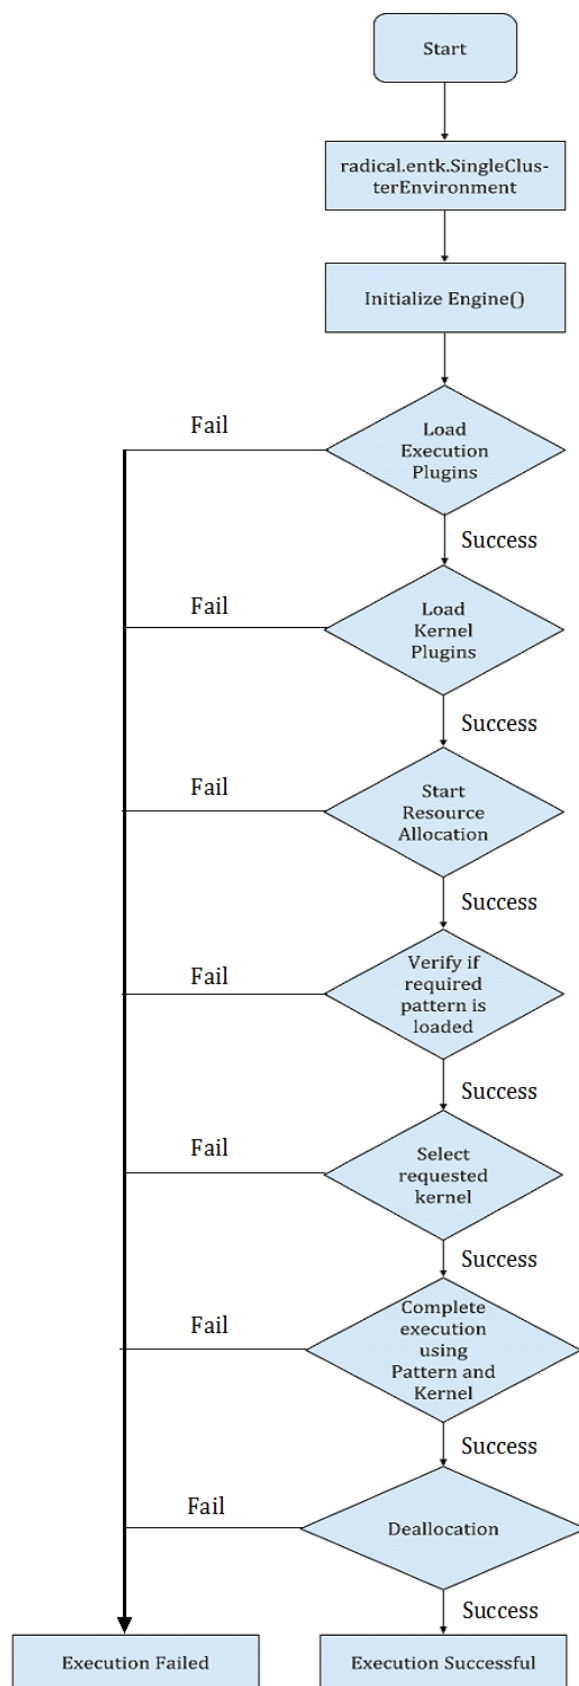 Start
radical.entk.SingleClus-
terEnvironment
Initialize Engine()
Fail
Load
Execution
Plugins
Success
Fail
Load
Kernel
Plugins
Success
Fail
Start
Resource
Allocation
Success
Fail
Verify if
required
pattern is
loaded
Success
Fail
Select
requested
kernel
Success
Fail
Complete
execution
using
Pattern and
Kernel
Success
Fail
Deallocation
Success
Execution Failed
Execution Successful